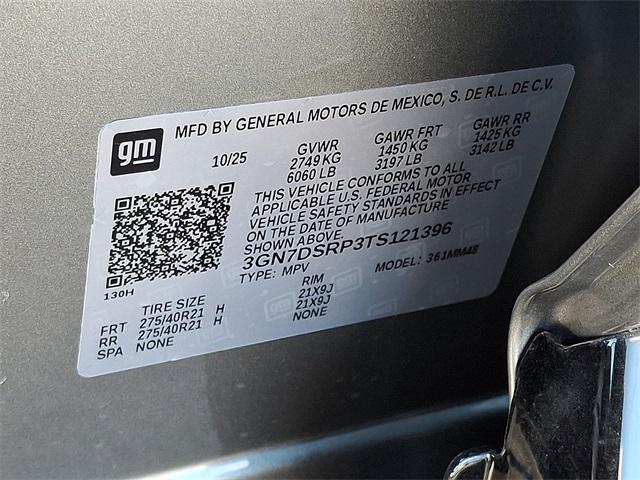 MFD BY GENERAL MOTORS DE MEXICO, S. DE R.L. DE C.V.
gm
10/25 GVWR GAWR FRT GAWR RR
2749 KG 1450 KG 1425 KG
6060 LB 3197 LB 3142 LB
THIS VEHICLE CONFORMS TO ALL
APPLICABLE U.S. FEDERAL MOTOR
VEHICLE SAFETY STANDARDS IN EFFECT
ON THE DATE OF MANUFACTURE
SHOWN ABOVE.
3GN7DSRP3TS121396
TYPE: MPV MODEL: 361MM48
130H
TIRE SIZE RIM
FRT 275/40R21 H 21X9J
RR 275/40R21 H 21X9J
SPA NONE NONE